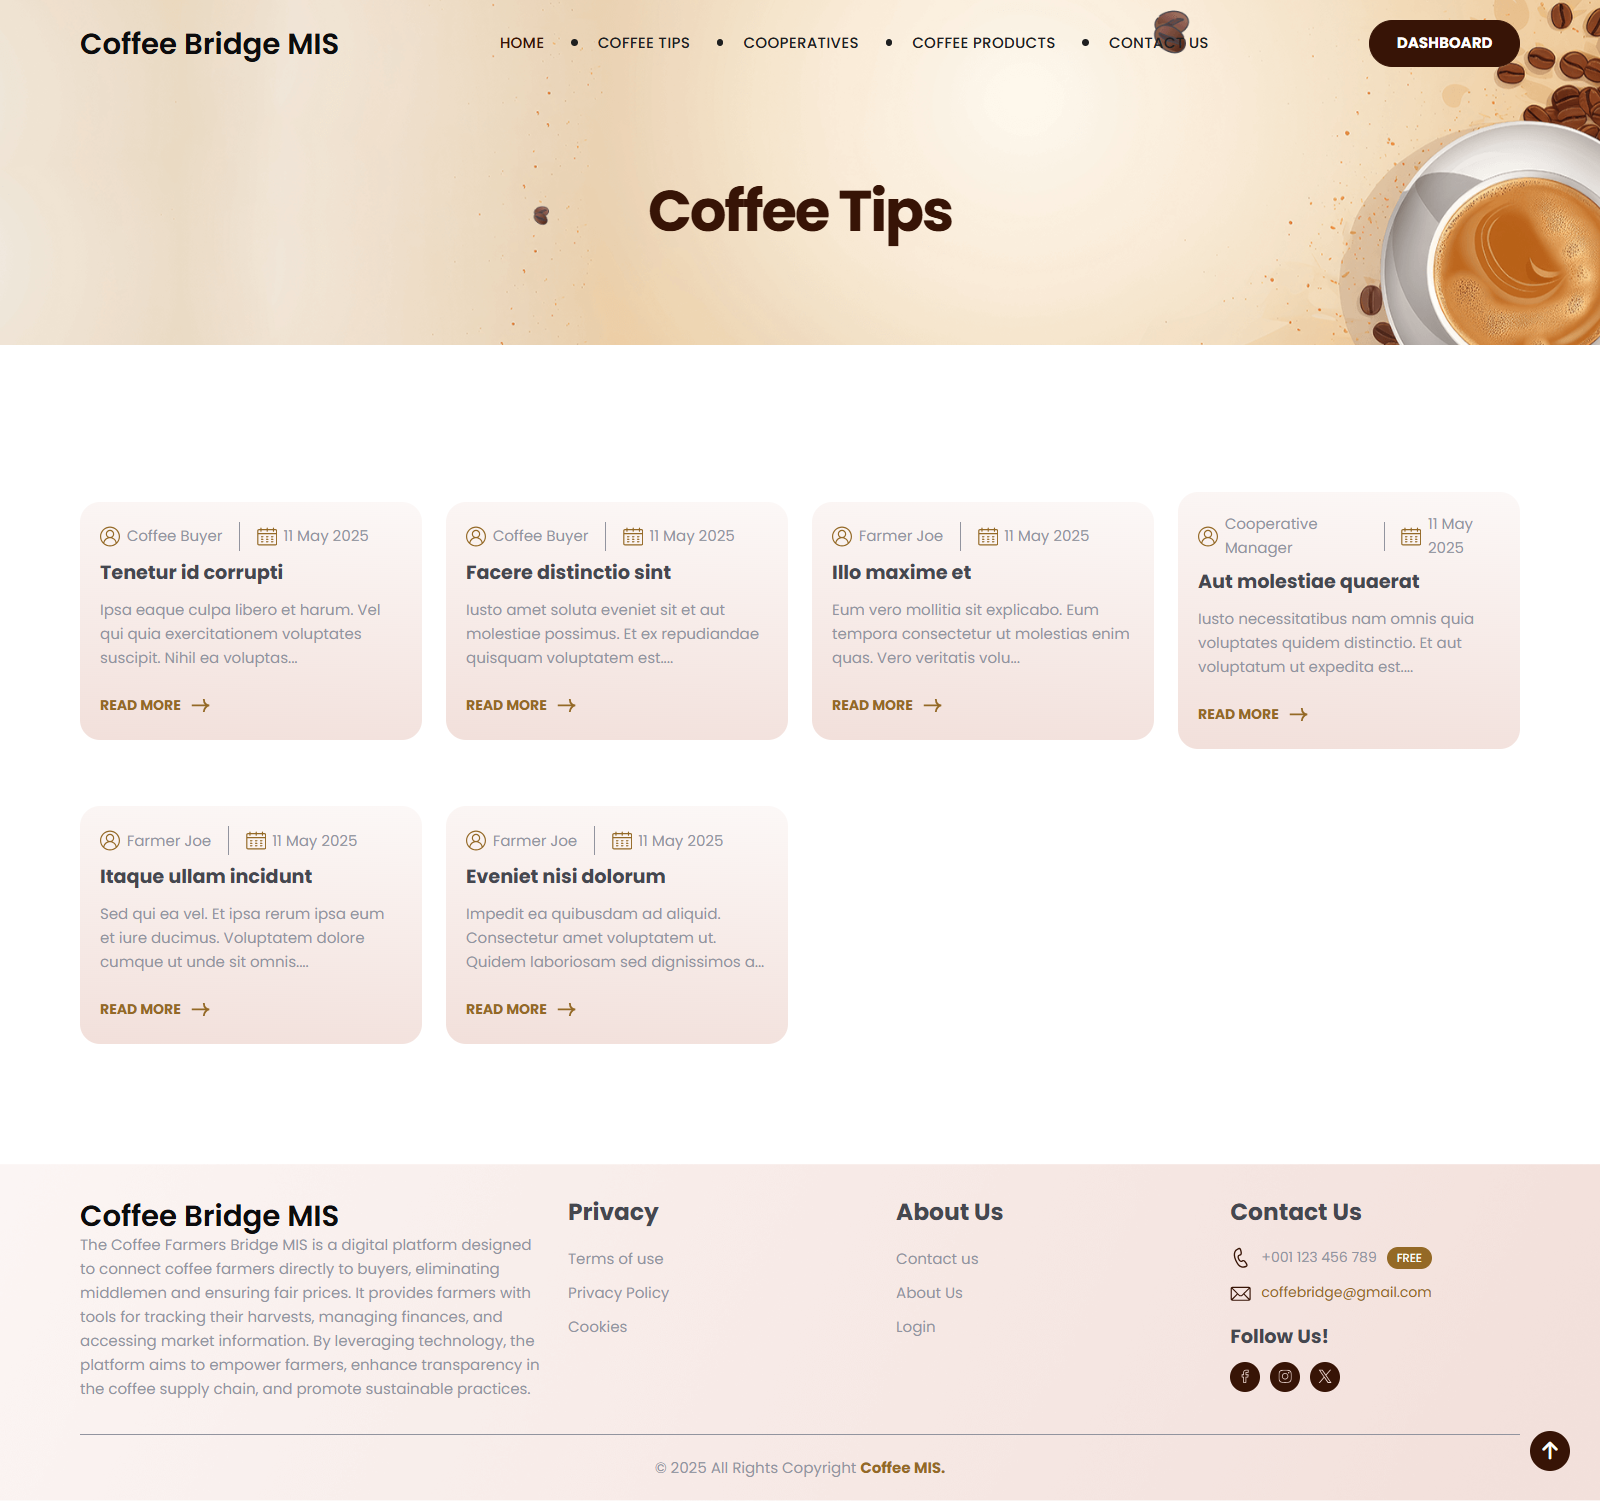 Coffee Bridge MIS
HOME
COFFEE TIPS
COOPERATIVES
COFFEE PRODUCTS
CONTACT US
DASHBOARD
Coffee Tips
Coffee Buyer
11 May 2025
Tenetur id corrupti
Ipsa eaque culpa libero et harum. Vel
qui quia exercitationem voluptates
suscipit. Nihil ea voluptas...
READ MORE
Coffee Buyer
11 May 2025
Facere distinctio sint
Iusto amet soluta eveniet sit et aut
molestiae possimus. Et ex repudiandae
quisquam voluptatem est....
READ MORE
Farmer Joe
11 May 2025
Illo maxime et
Eum vero mollitia sit explicabo. Eum
tempora consectetur ut molestias enim
quas. Vero veritatis volu...
READ MORE
Cooperative
Manager
11 May
2025
Aut molestiae quaerat
Iusto necessitatibus nam omnis quia
voluptates quidem distinctio. Et aut
voluptatum ut expedita est....
READ MORE
Farmer Joe
11 May 2025
Itaque ullam incidunt
Sed qui ea vel. Et ipsa rerum ipsa eum
et iure ducimus. Voluptatem dolore
cumque ut unde sit omnis....
READ MORE
Farmer Joe
11 May 2025
Eveniet nisi dolorum
Impedit ea quibusdam ad aliquid.
Consectetur amet voluptatem ut.
Quidem laboriosam sed dignissimos a...
READ MORE
Coffee Bridge MIS
The Coffee Farmers Bridge MIS is a digital platform designed
to connect coffee farmers directly to buyers, eliminating
middlemen and ensuring fair prices. It provides farmers with
tools for tracking their harvests, managing finances, and
accessing market information. By leveraging technology, the
platform aims to empower farmers, enhance transparency in
the coffee supply chain, and promote sustainable practices.
Privacy
Terms of use
Privacy Policy
Cookies
About Us
Contact us
About Us
Login
Contact Us
+001 123 456 789 FREE
coffebridge@gmail.com
Follow Us!
© 2025 All Rights Copyright Coffee MIS.